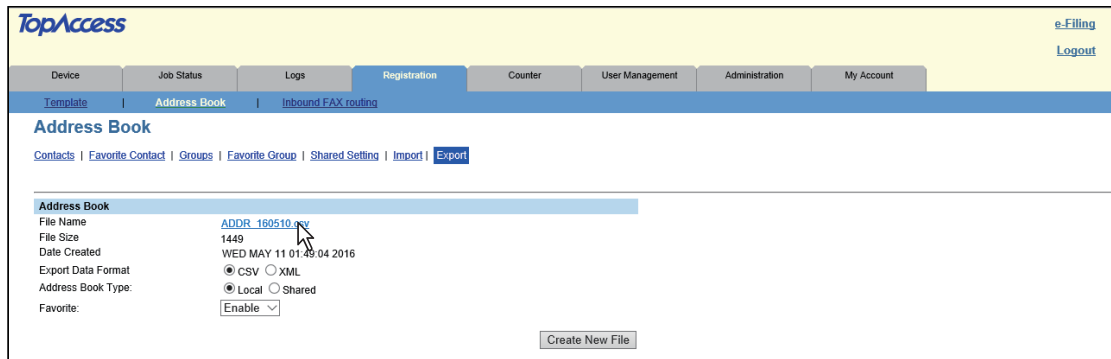 TopAccess
e-Filing
Logout
Device Job Status Logs Registration Counter User Management Administration My Account
Template | Address Book | Inbound FAX routing
Address Book
Contacts | Favorite Contact | Groups | Favorite Group | Shared Setting | Import | Export
Address Book
File Name ADDR_160510.csv
File Size 1449
Date Created WED MAY 11 01:49:04 2016
Export Data Format CSV XML
Address Book Type: Local Shared
Favorite: Enable
Create New File